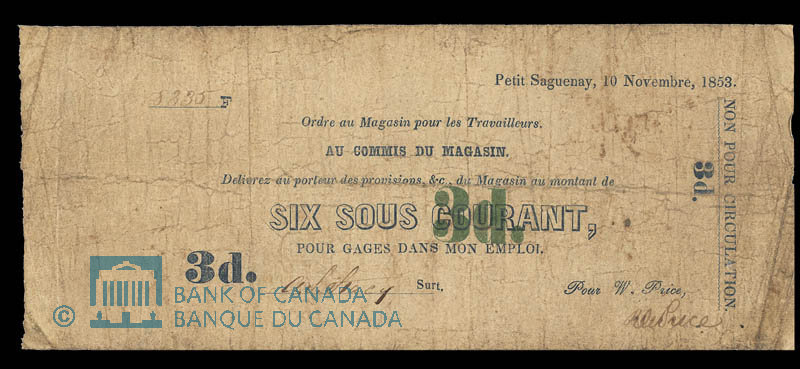 Petit Saguenay, 10 Novembre, 1853.
5335 F
Ordre au Magasin pour les Travailleurs.
AU COMMIS DU MAGASIN.
Delivrez au porteur des provisions, &c., du Magasin au montant de
SIX SOUS COURANT,
3d.
POUR GAGES DANS MON EMPLOI.
3d.
Surt.
Pour W. Price,
Price
NON POUR CIRCULATION.
3d.
© BANK OF CANADA
BANQUE DU CANADA